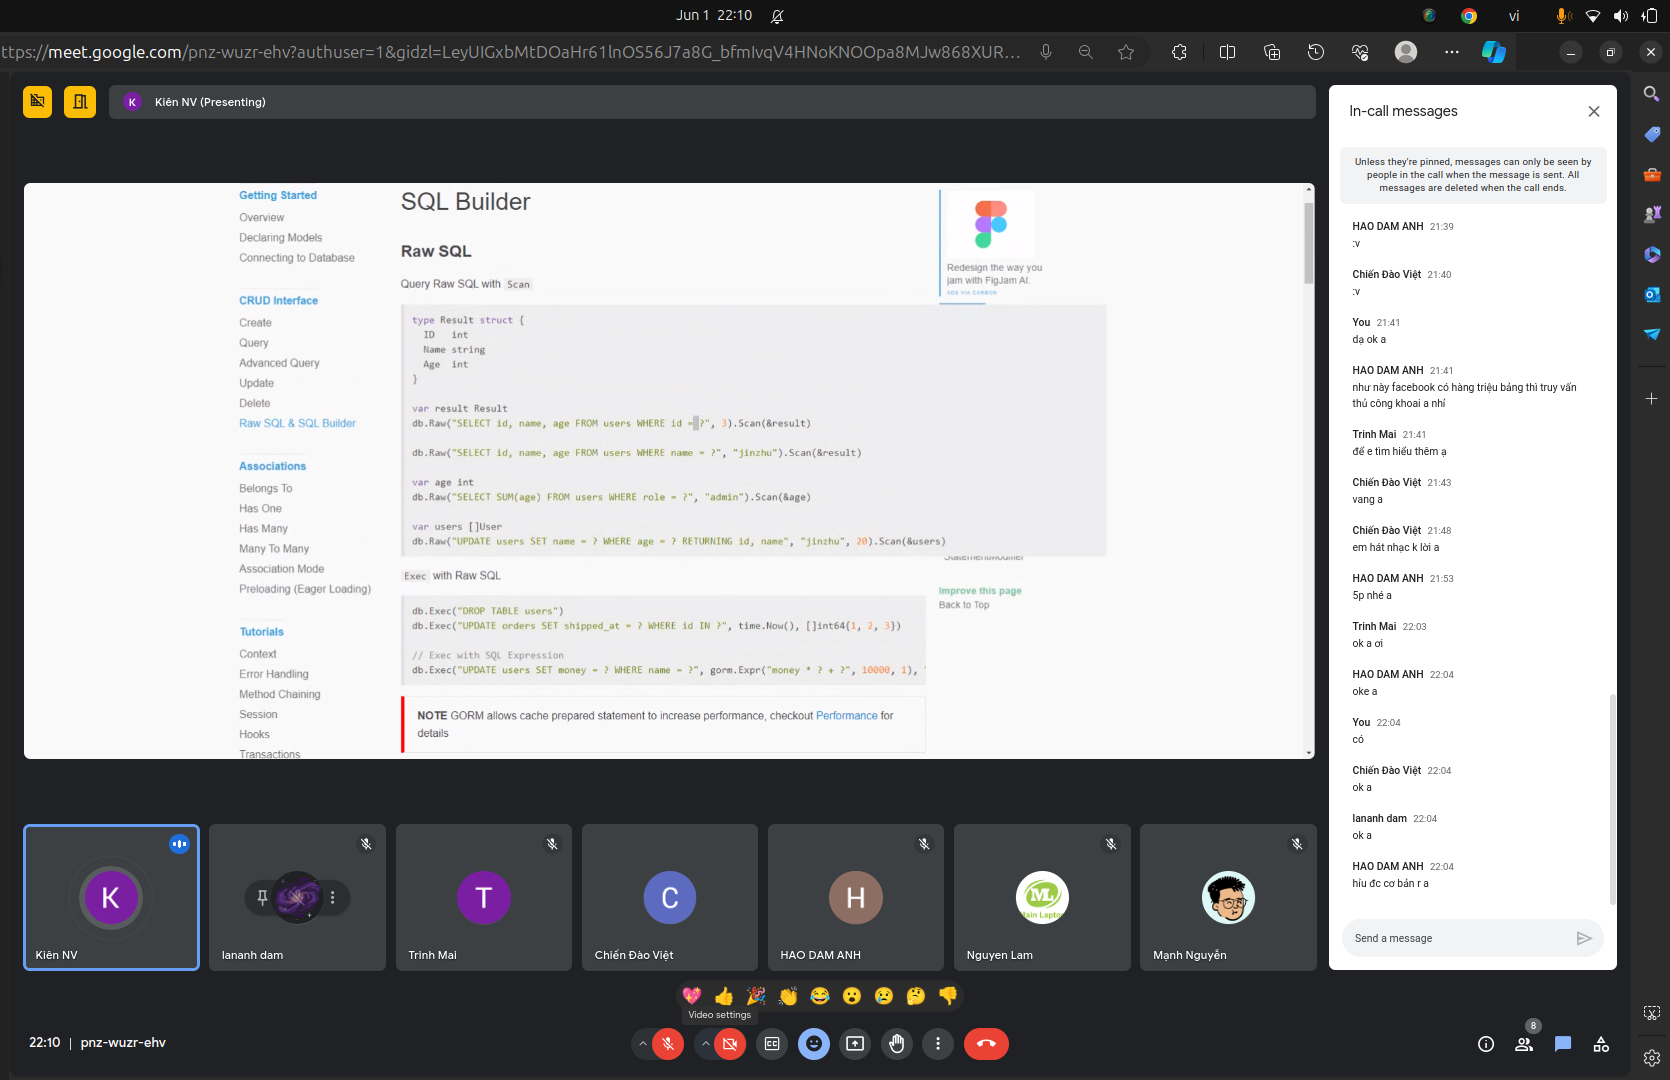 Jun 1 22:10
vi
ttps://meet.google.com/pnz-wuzr-ehv?authuser=1&gidzl=LeyUIGxbMtDOaHr61lnOS56J7a8G_bfmIvqV4HNoKNOOpa8MJw868XUR...
K
Kiên NV (Presenting)
Getting Started
Overview
Declaring Models
Connecting to Database
CRUD Interface
Create
Query
Advanced Query
Update
Delete
Raw SQL & SQL Builder
Associations
Belongs To
Has One
Has Many
Many To Many
Association Mode
Preloading (Eager Loading)
Tutorials
Context
Error Handling
Method Chaining
Session
Hooks
Transactions
SQL Builder
Raw SQL
Query Raw SQL with Scan
type Result struct {
ID int
Name string
Age int
}
var result Result
db.Raw("SELECT id, name, age FROM users WHERE id = ?", 3).Scan(&result)
db.Raw("SELECT id, name, age FROM users WHERE name = ?", "jinzhu").Scan(&result)
var age int
db.Raw("SELECT SUM(age) FROM users WHERE role = ?", "admin").Scan(&age)
var users []User
db.Raw("UPDATE users SET name = ? WHERE age = ? RETURNING id, name", "jinzhu", 20).Scan(&users)
Exec with Raw SQL
db.Exec("DROP TABLE users")
db.Exec("UPDATE orders SET shipped_at = ? WHERE id IN ?", time.Now(), []int64{1, 2, 3})
// Exec with SQL Expression
db.Exec("UPDATE users SET money = ? WHERE name = ?", gorm.Expr("money * ? + ?", 10000, 1), "
NOTE GORM allows cache prepared statement to increase performance, checkout Performance for
details
Redesign the way you
jam with FigJam AI.
ADS VIA CARBON
StatementModifier
Improve this page
Back to Top
In-call messages
Unless they're pinned, messages can only be seen by
people in the call when the message is sent. All
messages are deleted when the call ends.
HAO DAM ANH 21:39
:v
Chiến Đào Việt 21:40
:v
You 21:41
dạ ok a
HAO DAM ANH 21:41
như này facebook có hàng triệu bảng thì truy vấn
thủ công khoai a nhỉ
Trinh Mai 21:41
để e tìm hiểu thêm ạ
Chiến Đào Việt 21:43
vang a
Chiến Đào Việt 21:48
em hát nhạc k lời a
HAO DAM ANH 21:53
5p nhé a
Trinh Mai 22:03
ok a ơi
HAO DAM ANH 22:04
oke a
You 22:04
có
Chiến Đào Việt 22:04
ok a
lananh dam 22:04
ok a
HAO DAM ANH 22:04
hỉu đc cơ bản r a
Send a message
K
Kiên NV
lananh dam
T
Trinh Mai
C
Chiến Đào Việt
H
HAO DAM ANH
ML
Main Laptop
Nguyen Lam
Mạnh Nguyễn
Video settings
22:10 | pnz-wuzr-ehv
8